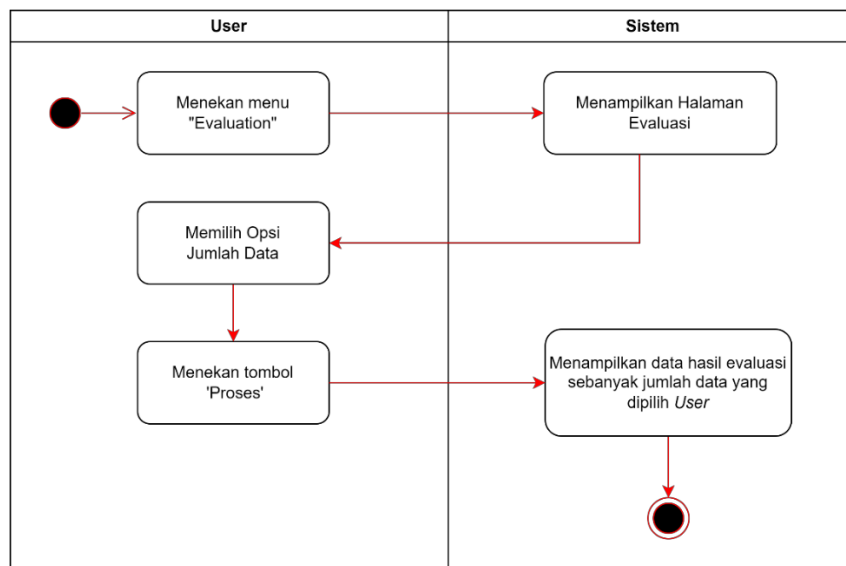 User
Sistem
Menekan menu
"Evaluation"
Menampilkan Halaman
Evaluasi
Memilih Opsi
Jumlah Data
Menekan tombol
'Proses'
Menampilkan data hasil evaluasi
sebanyak jumlah data yang
dipilih User